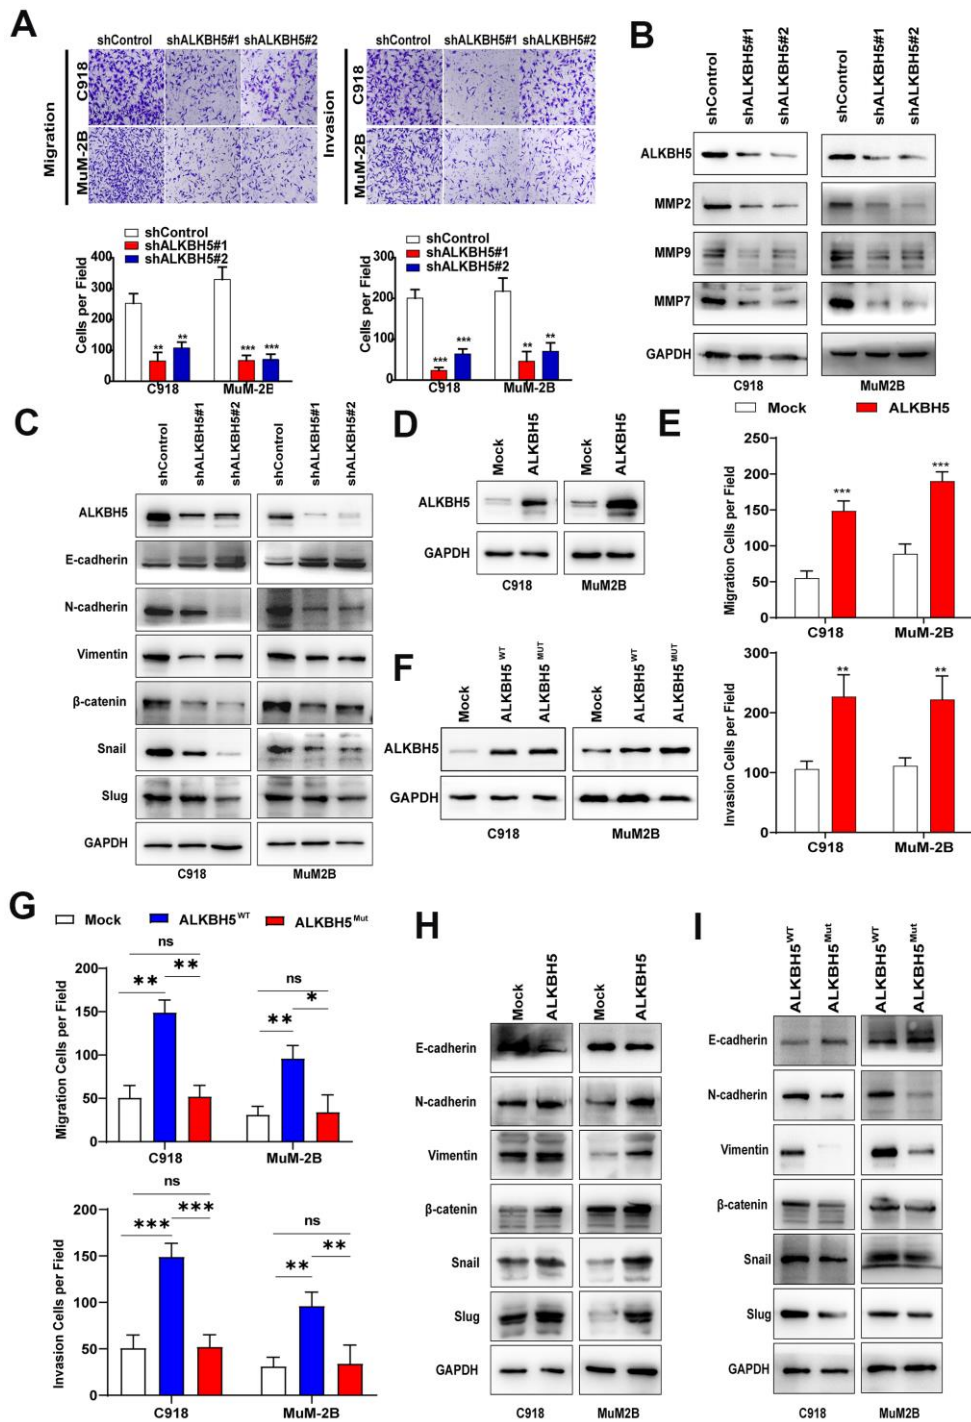 A
shControl shALKBH5#1 shALKBH5#2
shControl shALKBH5#1 shALKBH5#2
Migration
C918
MuM-2B
Invasion
C918
MuM-2B
shControl
shALKBH5#1
shALKBH5#2
Cells per Field
400
300
200
100
0
** ** *** ***
C918 MuM-2B
shControl
shALKBH5#1
shALKBH5#2
Cells per Field
300
200
100
0
*** *** ** **
C918 MuM-2B
B
shControl shALKBH5#1 shALKBH5#2 shControl shALKBH5#1 shALKBH5#2
ALKBH5
MMP2
MMP9
MMP7
GAPDH
C918 MuM2B
C
shControl shALKBH5#1 shALKBH5#2 shControl shALKBH5#1 shALKBH5#2
ALKBH5
E-cadherin
N-cadherin
Vimentin
β-catenin
Snail
Slug
GAPDH
C918 MuM2B
D
Mock ALKBH5 Mock ALKBH5
ALKBH5
GAPDH
C918 MuM2B
E
Mock ALKBH5
Migration Cells per Field
250
200
150
100
50
0
*** ***
C918 MuM-2B
Invasion Cells per Field
300
200
100
0
** **
C918 MuM-2B
F
Mock ALKBH5WT ALKBH5MUT Mock ALKBH5WT ALKBH5MUT
ALKBH5
GAPDH
C918 MuM2B
G
Mock ALKBH5WT ALKBH5Mut
Migration Cells per Field
200
150
100
50
0
ns
** **
ns
** *
C918 MuM-2B
Invasion Cells per Field
200
150
100
50
0
ns
*** ***
ns
** **
C918 MuM-2B
H
Mock ALKBH5 Mock ALKBH5
E-cadherin
N-cadherin
Vimentin
β-catenin
Snail
Slug
GAPDH
C918 MuM2B
I
ALKBH5WT ALKBH5Mut ALKBH5WT ALKBH5Mut
E-cadherin
N-cadherin
Vimentin
β-catenin
Snail
Slug
GAPDH
C918 MuM2B